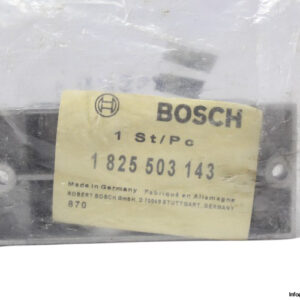 BOSCH
1 St/Pc
1 825 503 143
Made in Germany Fabriqué en Allemagne
ROBERT BOSCH GMBH, D 70049 STUTTGART, GERMANY
870